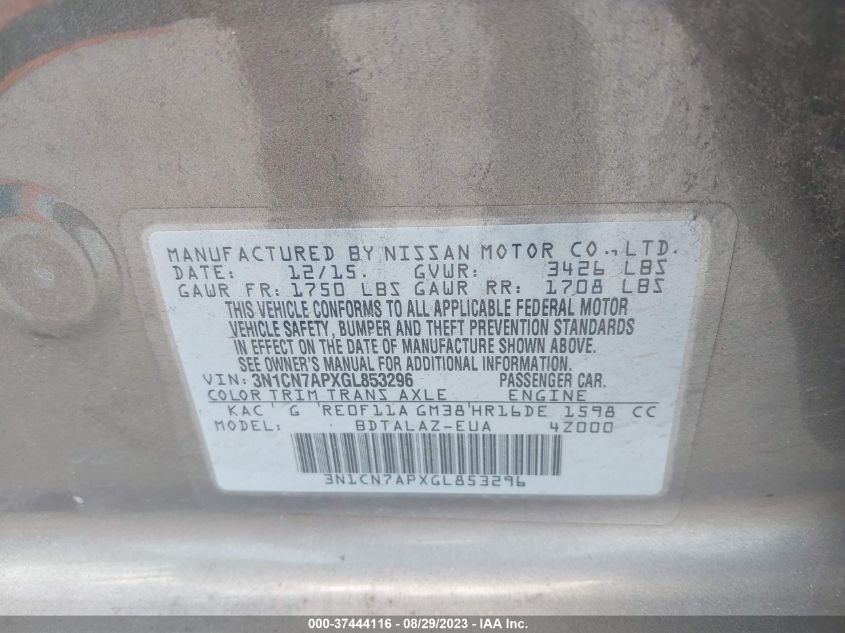 MANUFACTURED BY NISSAN MOTOR CO., LTD.
DATE: 12/15. GVWR: 3426 LBS
GAWR FR: 1750 LBS GAWR RR: 1708 LBS
THIS VEHICLE CONFORMS TO ALL APPLICABLE FEDERAL MOTOR
VEHICLE SAFETY, BUMPER AND THEFT PREVENTION STANDARDS
IN EFFECT ON THE DATE OF MANUFACTURE SHOWN ABOVE.
SEE OWNER'S MANUAL FOR ADDITIONAL INFORMATION.
VIN: 3N1CN7APXGL853296 PASSENGER CAR.
COLOR TRIM TRANS AXLE ENGINE
KAC G RE0F11A GM38 HR16DE 1598 CC
MODEL: BDTALAZ-EUA 4Z000
3N1CN7APXGL853296
000-37444116 - 08/29/2023 - IAA Inc.